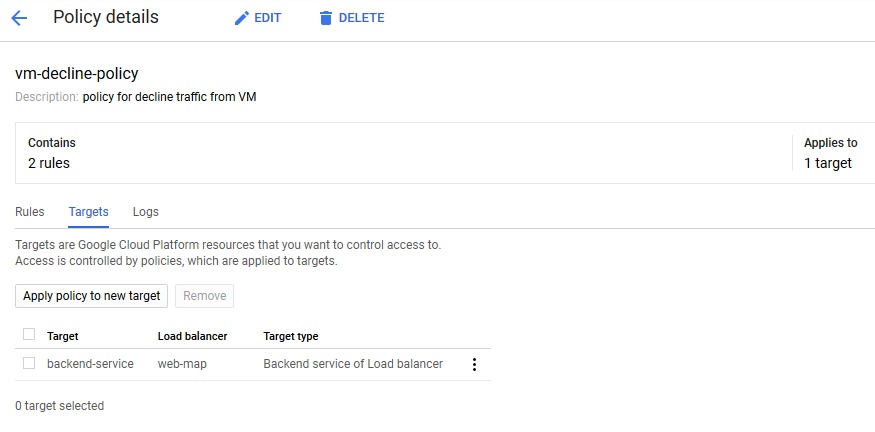 Policy details EDIT DELETE
vm-decline-policy
Description: policy for decline traffic from VM
Contains
2 rules
Applies to
1 target
Rules Targets Logs
Targets are Google Cloud Platform resources that you want to control access to.
Access is controlled by policies, which are applied to targets.
Apply policy to new target Remove
Target Load balancer Target type
backend-service web-map Backend service of Load balancer
0 target selected